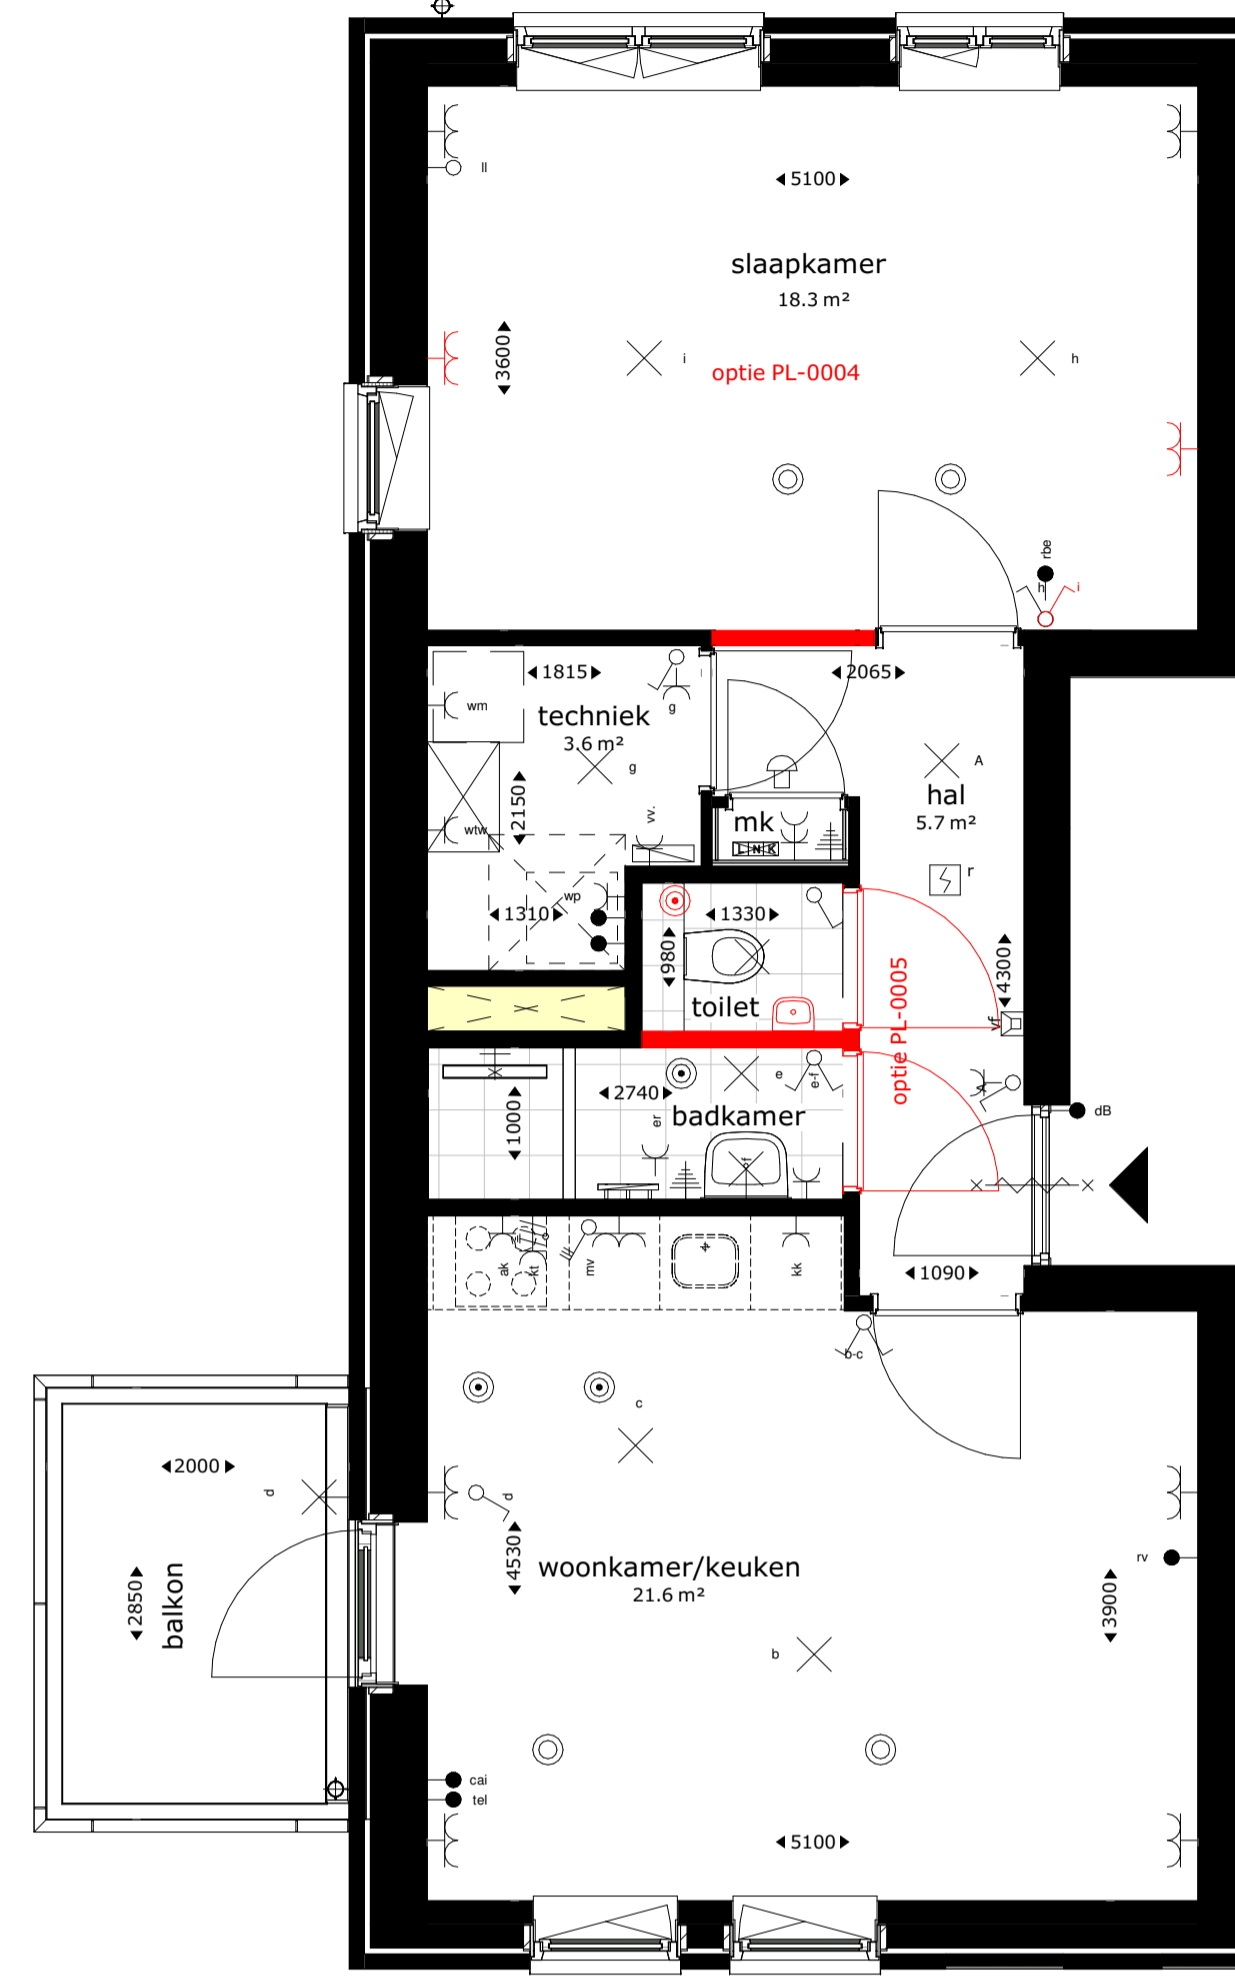 ll
5100
slaapkamer
18.3 m²
3600
i
optie PL-0004
h
rbe
h
i
1815
2065
wm
g
techniek
3.6 m²
g
A
hal
5.7 m²
2150
vv.
mk
wtw
L N K
r
wp
1310
1330
980
4300
toilet
vf
optie PL-0005
A
e
e-f
2740
1000
badkamer
dB
er
f
ak
kt
mv
kk
1090
b-c
c
2000
d
d
4530
woonkamer/keuken
21.6 m²
rv
2850
balkon
3900
b
cai
tel
5100